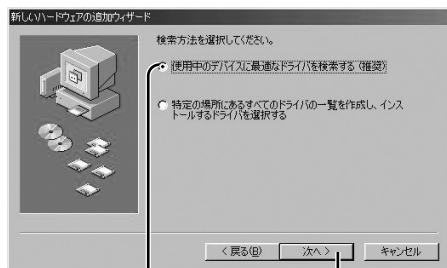 新しいハードウェアの追加ウィザード
検索方法を選択してください。
使用中のデバイスに最適なドライバを検索する（推奨）
特定の場所にあるすべてのドライバの一覧を作成し、インス
トールするドライバを選択する
< 戻る(B)
次へ >
キャンセル